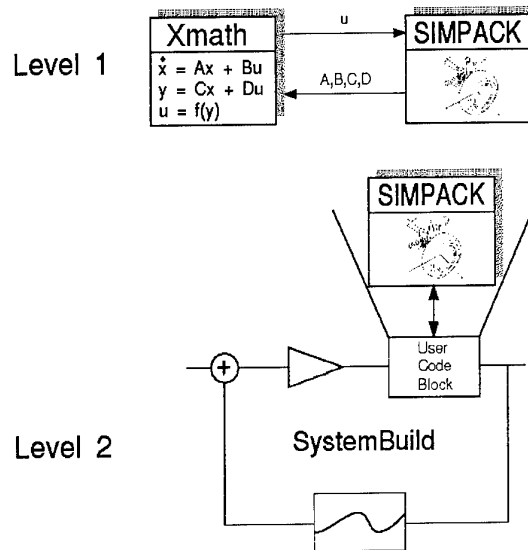 Level 1
Xmath
ẋ = Ax + Bu
y = Cx + Du
u = f(y)
u
A,B,C,D
SIMPACK
SIMPACK
User
Code
Block
+
Level 2
SystemBuild